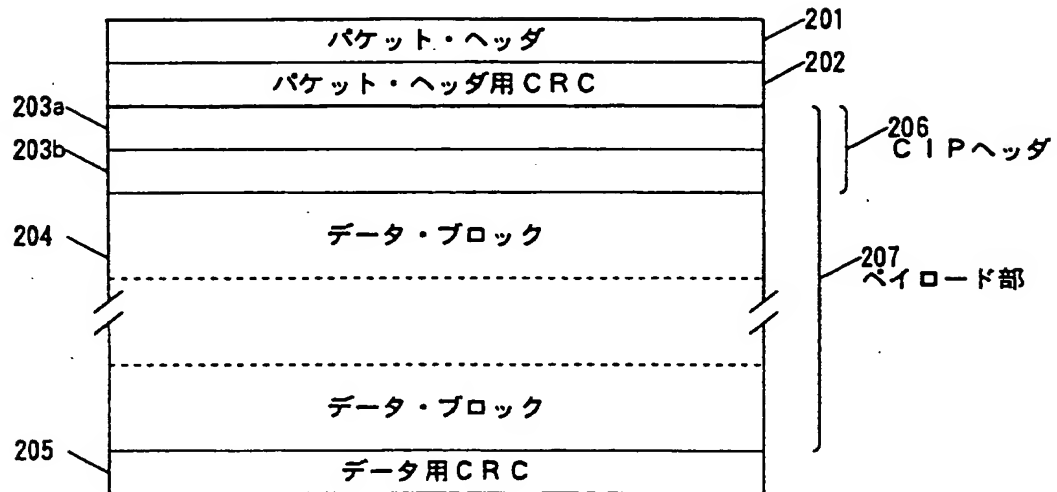 201
パケット・ヘッダ
202
パケット・ヘッダ用CRC
203a
206
CIPヘッダ
203b
204
データ・ブロック
207
ペイロード部
データ・ブロック
205
データ用CRC